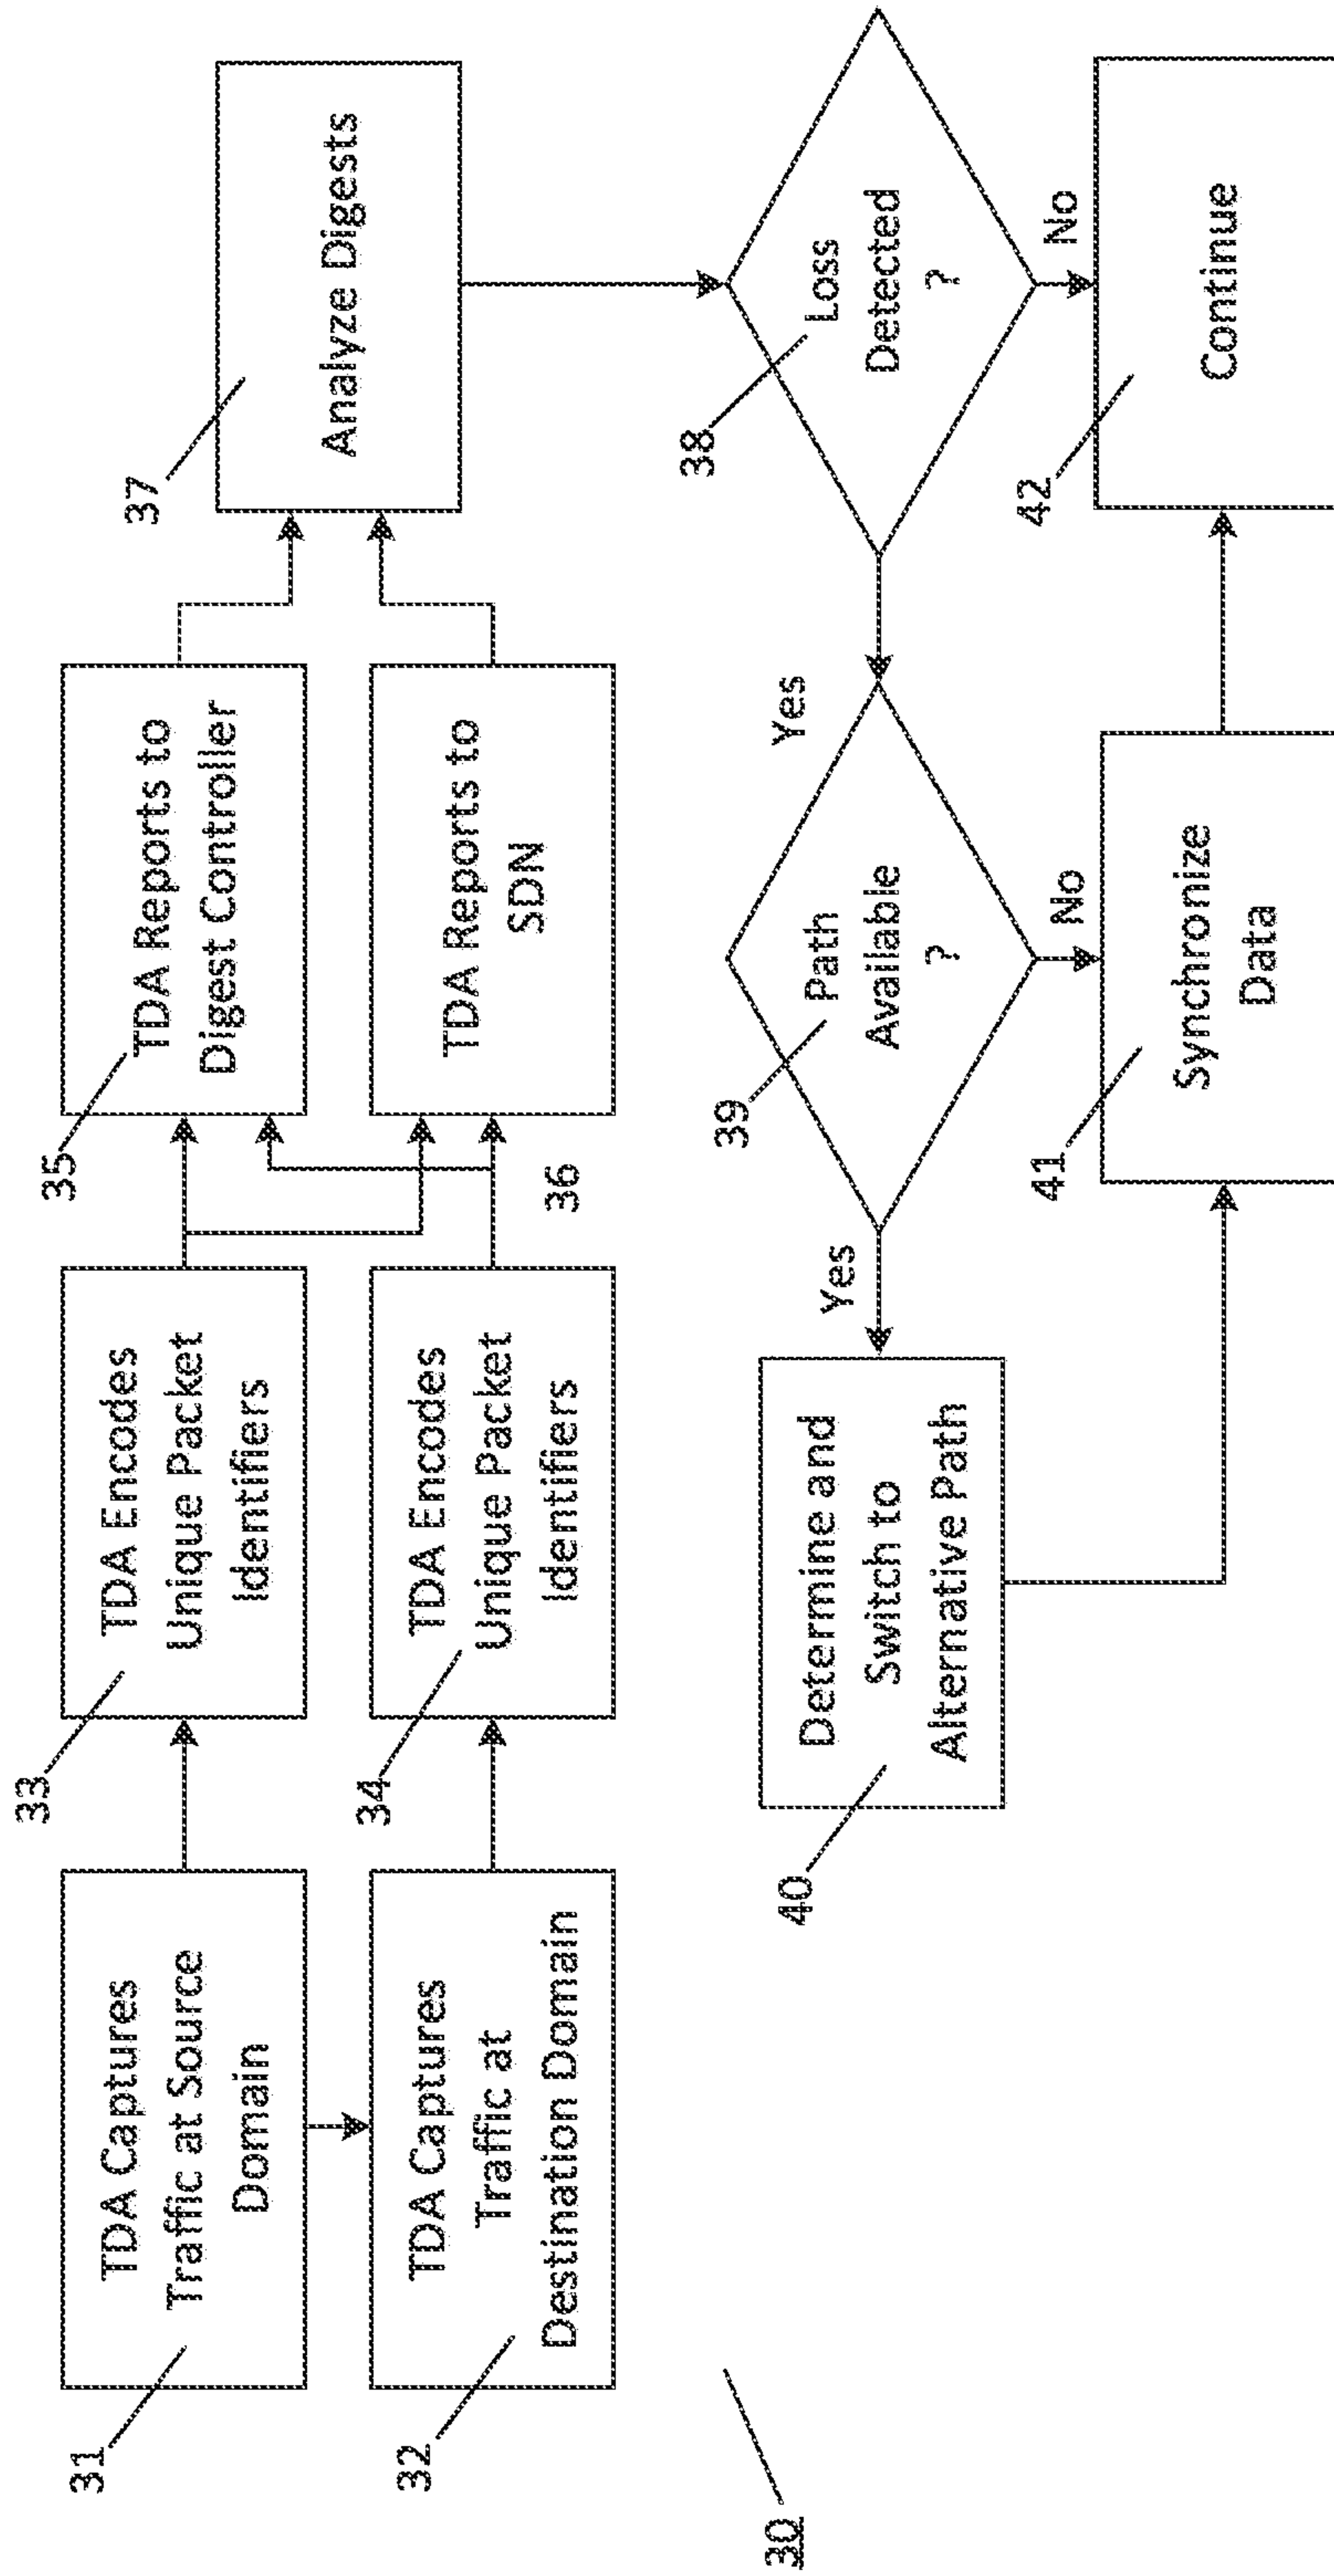 31
TDA Captures
Traffic at Source
Domain
32
TDA Captures
Traffic at
Destination Domain
33
TDA Encodes
Unique Packet
Identifiers
34
TDA Encodes
Unique Packet
Identifiers
35
TDA Reports to
Digest Controller
36
TDA Reports to
SDN
37
Analyze Digests
38
Loss
Detected
?
Yes
No
39
Path
Available
?
Yes
No
40
Determine and
Switch to
Alternative Path
41
Synchronize
Data
42
Continue
30